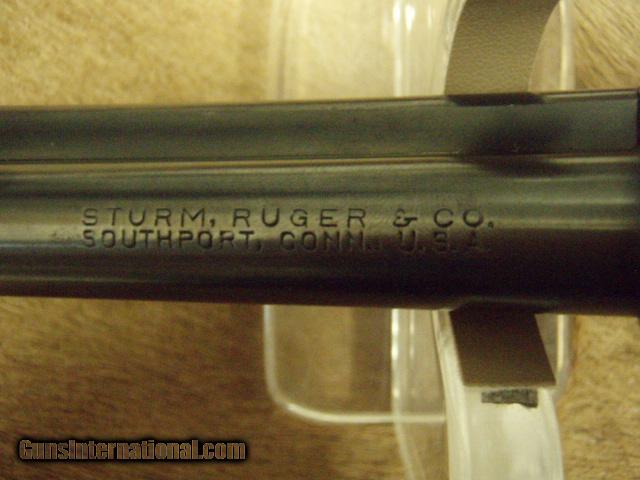 STURM, RUGER & CO.
SOUTHPORT, CONN., U.S.A.
GunsInternational.com